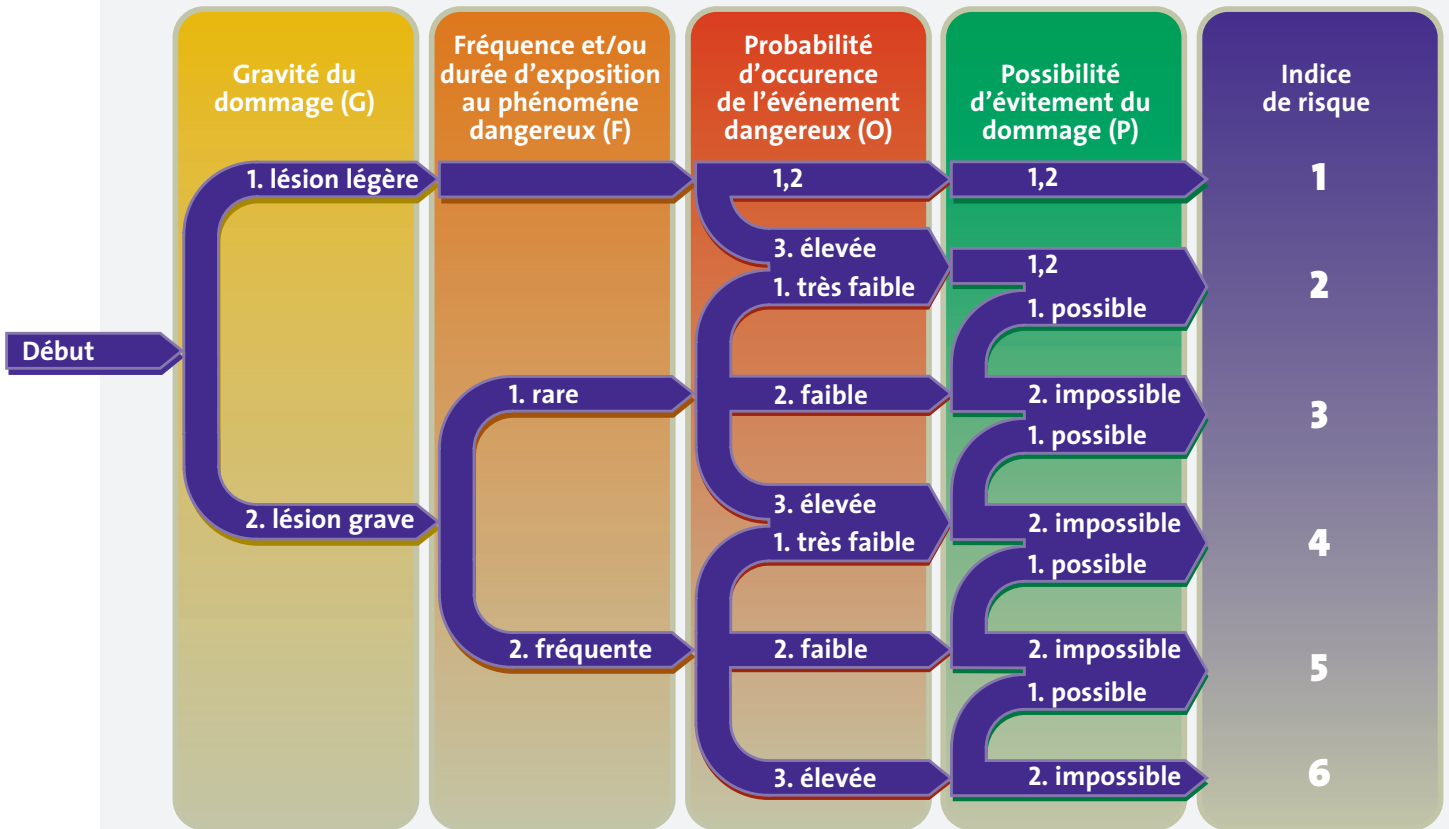 Gravité du
dommage (G)
Fréquence et/ou
durée d'exposition
au phénoméne
dangereux (F)
Probabilité
d'occurence
de l'événement
dangereux (O)
Possibilité
d'évitement du
dommage (P)
Indice
de risque
Début
1. lésion légère
2. lésion grave
1. rare
2. fréquente
1,2
3. élevée
1. très faible
2. faible
3. élevée
1. très faible
2. faible
3. élevée
1,2
1,2
1. possible
2. impossible
1. possible
2. impossible
1. possible
2. impossible
1. possible
2. impossible
1
2
3
4
5
6